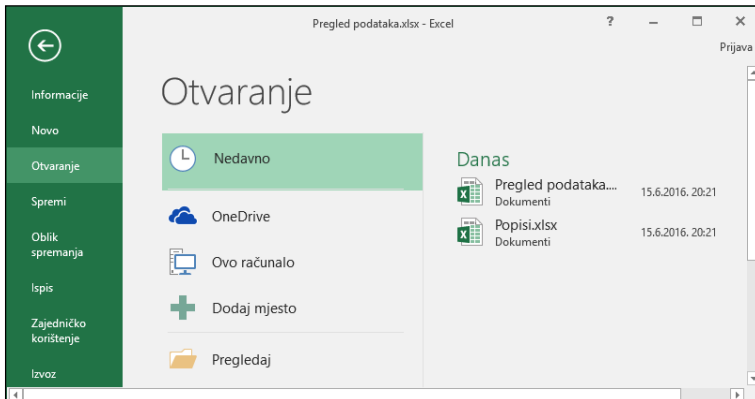 Pregled podataka.xlsx - Excel
?
Prijava
Informacije
Novo
Otvaranje
Spremi
Oblik
spremanja
Ispis
Zajedničko
korištenje
Izvoz
Otvaranje
Nedavno
OneDrive
Ovo računalo
Dodaj mjesto
Pregledaj
Danas
Pregled podataka....
15.6.2016. 20:21
Dokumenti
Popisi.xlsx
15.6.2016. 20:21
Dokumenti